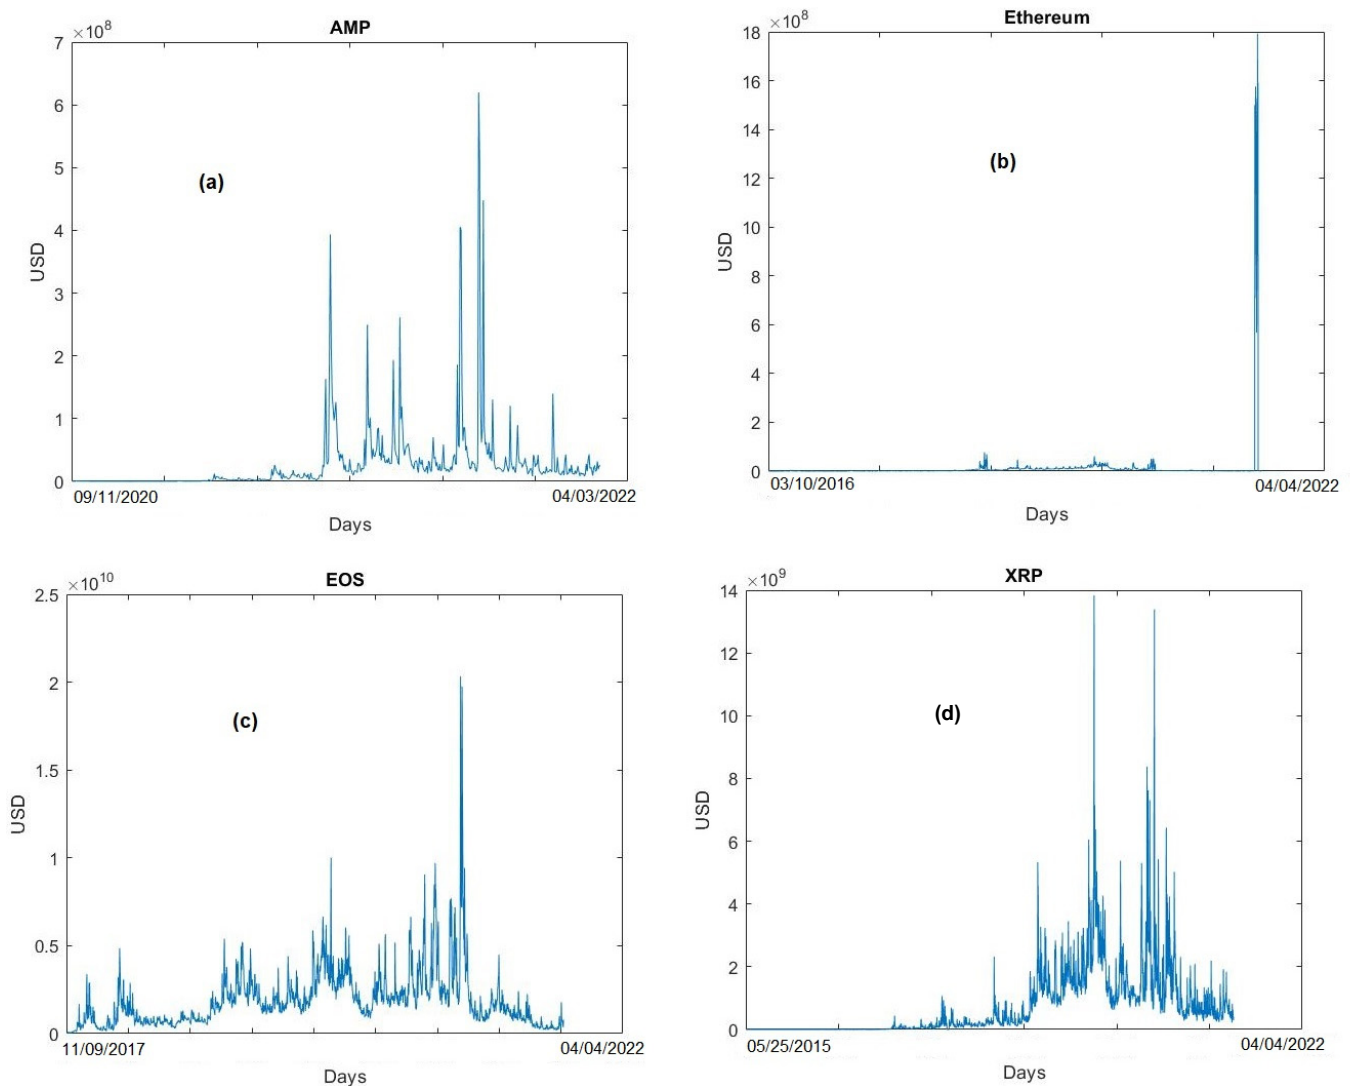 AMP
×10^8
7
6
5
4
3
2
1
0
USD
(a)
09/11/2020
04/03/2022
Days
Ethereum
×10^8
18
16
14
12
10
8
6
4
2
0
USD
(b)
03/10/2016
04/04/2022
Days
EOS
×10^10
2.5
2
1.5
1
0.5
0
USD
(c)
11/09/2017
04/04/2022
Days
XRP
×10^9
14
12
10
8
6
4
2
0
USD
(d)
05/25/2015
04/04/2022
Days